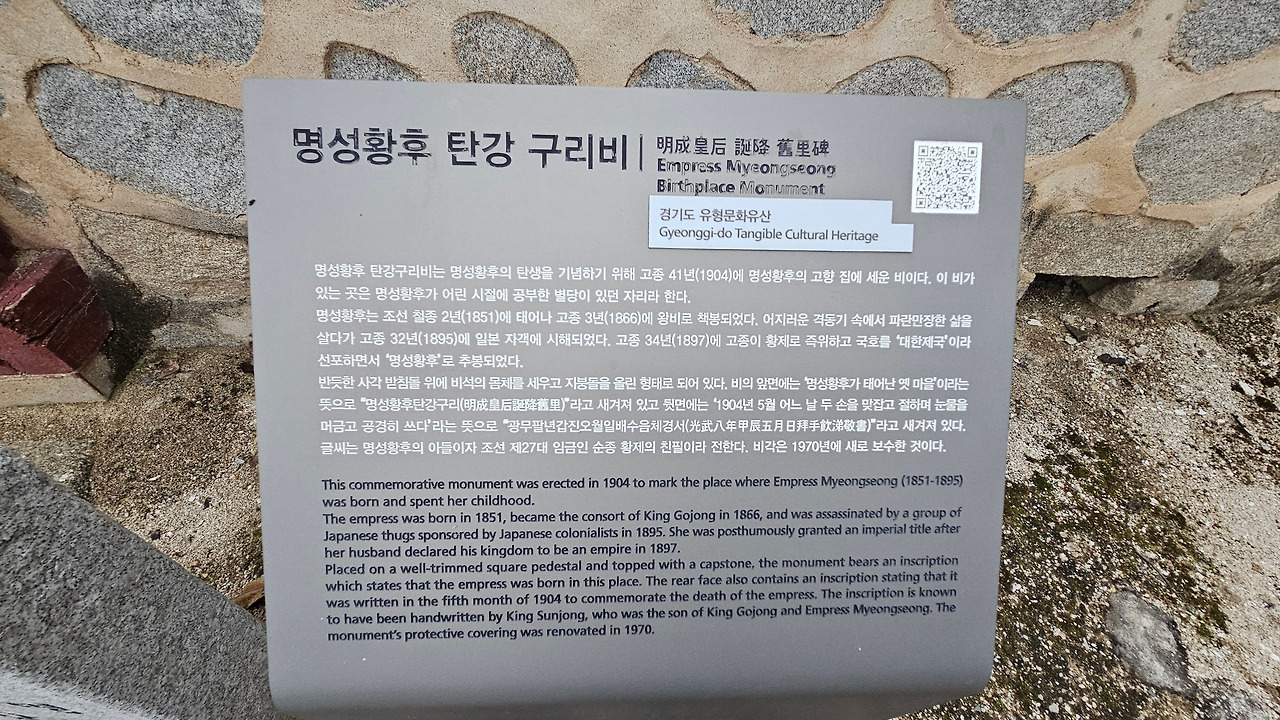 명성황후 탄강 구리비
明成皇后 誕降 舊里碑
Empress Myeongseong
Birthplace Monument
경기도 유형문화유산
Gyeonggi-do Tangible Cultural Heritage
명성황후 탄강구리비는 명성황후의 탄생을 기념하기 위해 고종 41년(1904)에 명성황후의 고향 집에 세운 비이다. 이 비가
있는 곳은 명성황후가 어린 시절에 공부한 별당이 있던 자리라 한다.
명성황후는 조선 철종 2년(1851)에 태어나 고종 3년(1866)에 왕비로 책봉되었다. 어지러운 격동기 속에서 파란만장한 삶을
살다가 고종 32년(1895)에 일본 자객에 시해되었다. 고종 34년(1897)에 고종이 황제로 즉위하고 국호를 '대한제국'이라
선포하면서 '명성황후'로 추봉되었다.
반듯한 사각 받침돌 위에 비석의 몸체를 세우고 지붕돌을 올린 형태로 되어 있다. 비의 앞면에는 '명성황후가 태어난 옛 마을'이라는
뜻으로 "명성황후탄강구리(明成皇后誕降舊里)"라고 새겨져 있고 뒷면에는 '1904년 5월 어느 날 두 손을 맞잡고 절하며 눈물을
머금고 공경히 쓰다'라는 뜻으로 "광무팔년갑진오월일배수음체경서(光武八年甲辰五月日拜手飮涕敬書)"라고 새겨져 있다.
글씨는 명성황후의 아들이자 조선 제27대 임금인 순종 황제의 친필이라 전한다. 비각은 1970년에 새로 보수한 것이다.
This commemorative monument was erected in 1904 to mark the place where Empress Myeongseong (1851-1895)
was born and spent her childhood.
The empress was born in 1851, became the consort of King Gojong in 1866, and was assassinated by a group of
Japanese thugs sponsored by Japanese colonialists in 1895. She was posthumously granted an imperial title after
her husband declared his kingdom to be an empire in 1897.
Placed on a well-trimmed square pedestal and topped with a capstone, the monument bears an inscription
which states that the empress was born in this place. The rear face also contains an inscription stating that it
was written in the fifth month of 1904 to commemorate the death of the empress. The inscription is known
to have been handwritten by King Sunjong, who was the son of King Gojong and Empress Myeongseong. The
monument's protective covering was renovated in 1970.